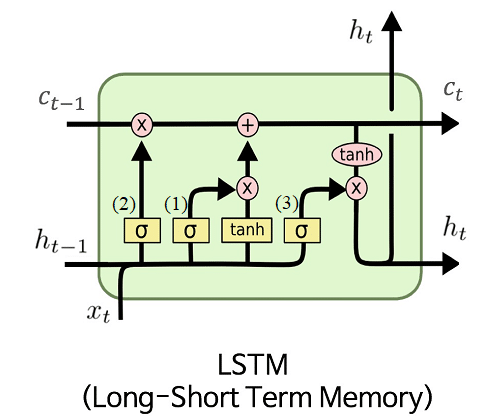 h_t
c_{t-1}
c_t
x
+
tanh
(2)
(1)
x
(3)
x
σ
σ
tanh
σ
h_{t-1}
h_t
x_t
LSTM
(Long-Short Term Memory)